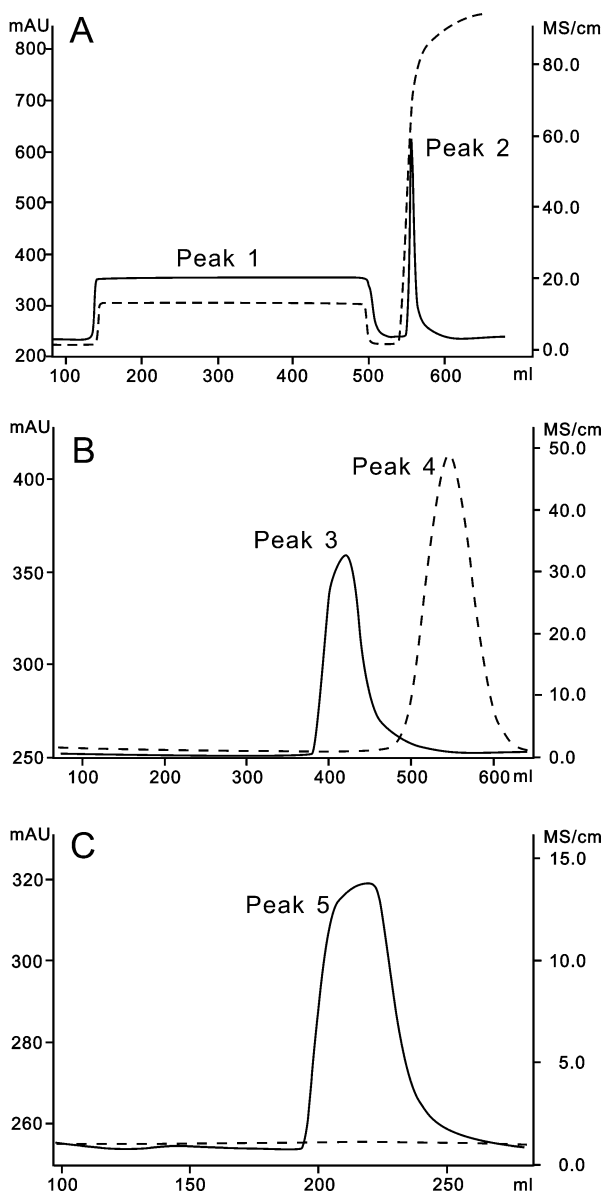 mAU
A
MS/cm
800
80.0
700
600
60.0
Peak 2
500
40.0
400
Peak 1
20.0
300
200
0.0
100 200 300 400 500 600 ml
mAU
B
MS/cm
50.0
400
Peak 4
40.0
Peak 3
350
30.0
20.0
300
10.0
250
0.0
100 200 300 400 500 600 ml
mAU
C
MS/cm
15.0
320
Peak 5
300
10.0
280
5.0
260
0.0
100 150 200 250 ml